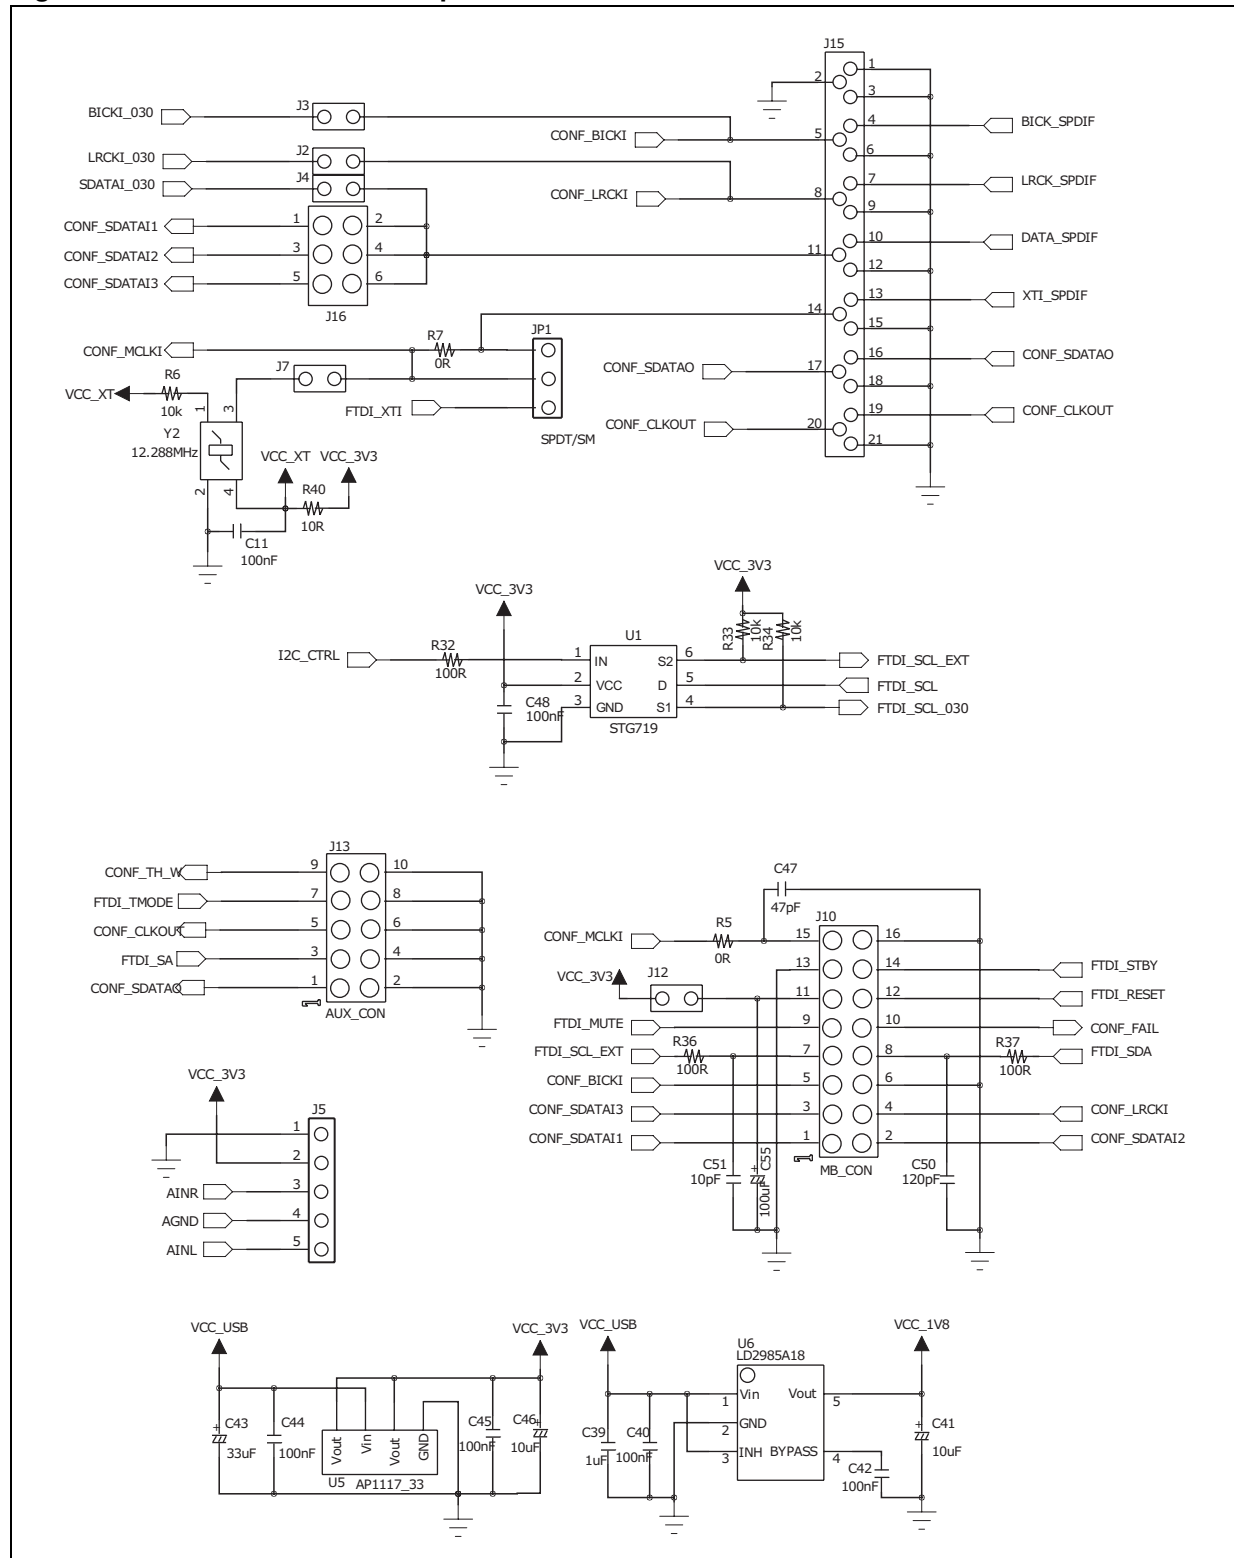 J15
1
2
3
BICKI_030
J3
4
BICK_SPDIF
CONF_BICKI
5
LRCKI_030
J2
6
SDATAI_030
J4
7
LRCK_SPDIF
CONF_LRCKI
8
9
CONF_SDATAI1
1
2
CONF_SDATAI2
3
4
10
DATA_SPDIF
11
12
CONF_SDATAI3
5
6
J16
13
XTI_SPDIF
14
15
CONF_MCLKI
R7
0R
JP1
16
CONF_SDATAO
CONF_SDATAO
17
18
J7
VCC_XT
R6
10k
1
3
FTDI_XTI
SPDT/SM
19
CONF_CLKOUT
CONF_CLKOUT
20
21
Y2
12.288MHz
2
4
VCC_XT
VCC_3V3
R40
10R
C11
100nF
VCC_3V3
VCC_3V3
I2C_CTRL
R32
100R
U1
1
IN
S2
6
2
VCC
D
5
3
GND
S1
4
STG719
C48
100nF
R33
10k
R34
10k
FTDI_SCL_EXT
FTDI_SCL
FTDI_SCL_030
J13
CONF_TH_W
9
10
FTDI_TMODE
7
8
CONF_CLKOUT
5
6
FTDI_SA
3
4
CONF_SDATAO
1
2
AUX_CON
C47
47pF
J10
CONF_MCLKI
R5
0R
15
16
13
14
FTDI_STBY
VCC_3V3
J12
11
12
FTDI_RESET
FTDI_MUTE
9
10
CONF_FAIL
FTDI_SCL_EXT
R36
100R
7
8
R37
100R
FTDI_SDA
CONF_BICKI
5
6
CONF_SDATAI3
3
4
CONF_LRCKI
CONF_SDATAI1
1
2
CONF_SDATAI2
MB_CON
C51
10pF
+
C55
100uF
C50
120pF
VCC_3V3
J5
1
2
AINR
3
AGND
4
AINL
5
VCC_USB
VCC_3V3
+
C43
33uF
C44
100nF
Vout
Vin
Vout
GND
U5
AP1117_33
C45
100nF
C46
+
10uF
VCC_USB
VCC_1V8
U6
LD2985A18
Vin
Vout
1
5
GND
2
INH
BYPASS
3
4
C39
1uF
C40
100nF
C42
100nF
+
C41
10uF